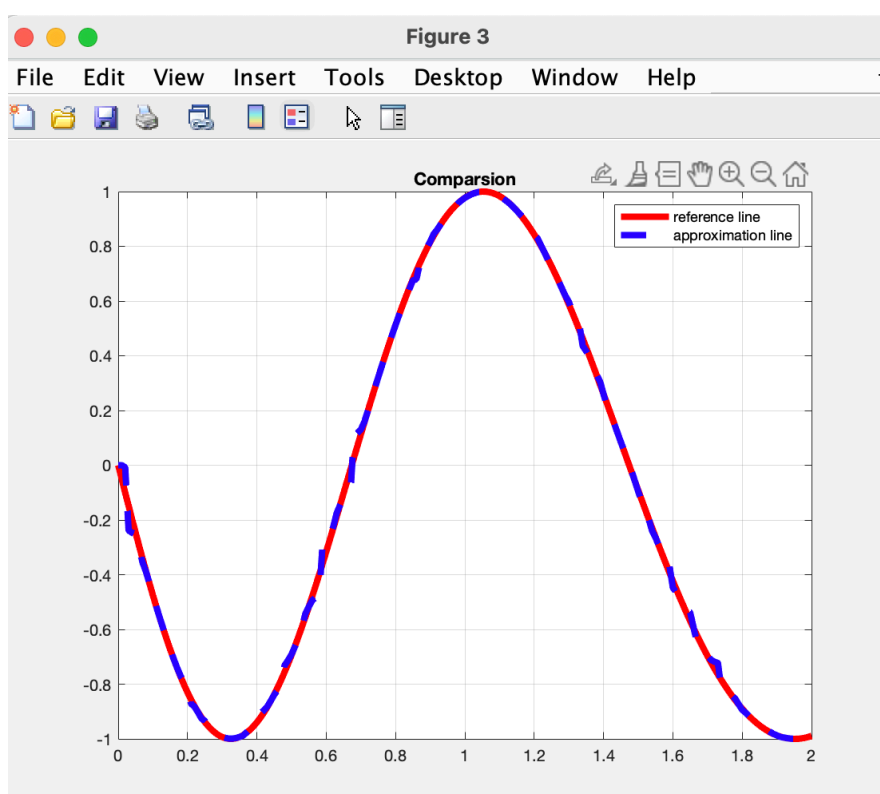 Figure 3
File Edit View Insert Tools Desktop Window Help
Comparsion
reference line
approximation line
1
0.8
0.6
0.4
0.2
0
-0.2
-0.4
-0.6
-0.8
-1
0 0.2 0.4 0.6 0.8 1 1.2 1.4 1.6 1.8 2